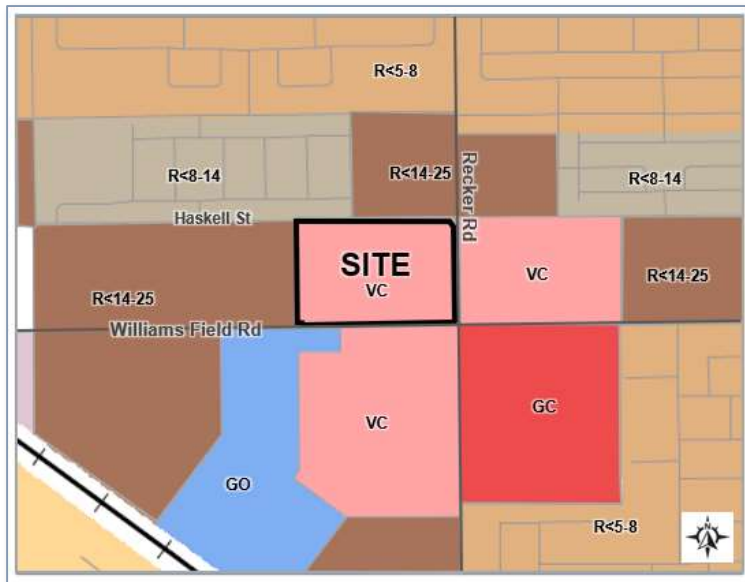 R<5-8
R<8-14
R<14-25
Recker Rd
R<8-14
Haskell St
SITE
VC
VC
R<14-25
R<14-25
Williams Field Rd
VC
GC
GO
R<5-8
N